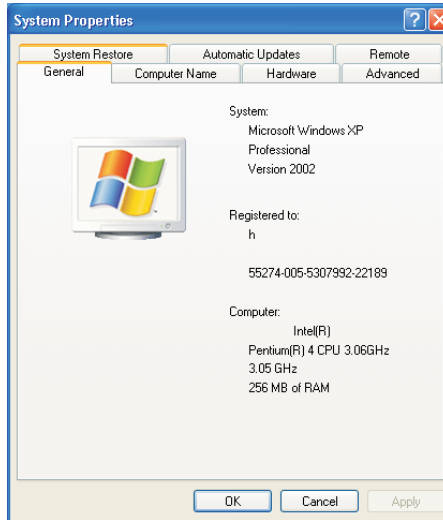 System Properties
System Restore Automatic Updates Remote
General Computer Name Hardware Advanced
System:
Microsoft Windows XP
Professional
Version 2002
Registered to:
h
55274-005-5307992-22189
Computer:
Intel(R)
Pentium(R) 4 CPU 3.06GHz
3.05 GHz
256 MB of RAM
OK Cancel Apply